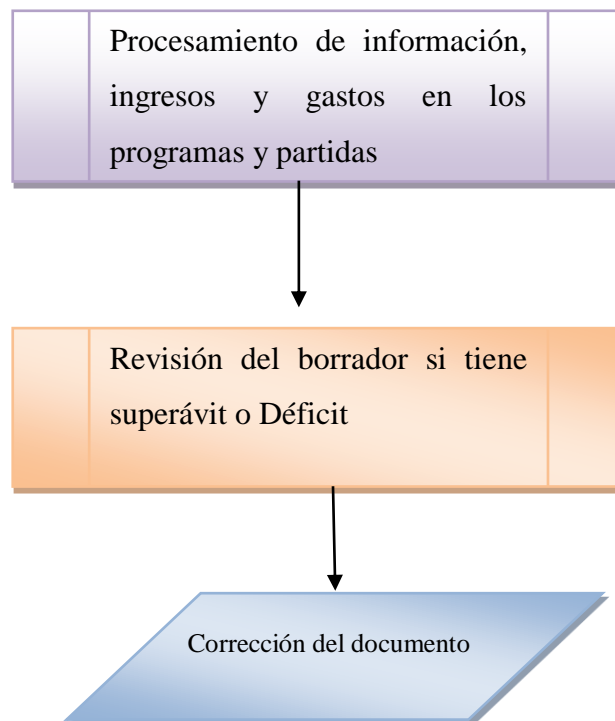 Procesamiento de información,
ingresos y gastos en los
programas y partidas
Revisión del borrador si tiene
superávit o Déficit
Corrección del documento